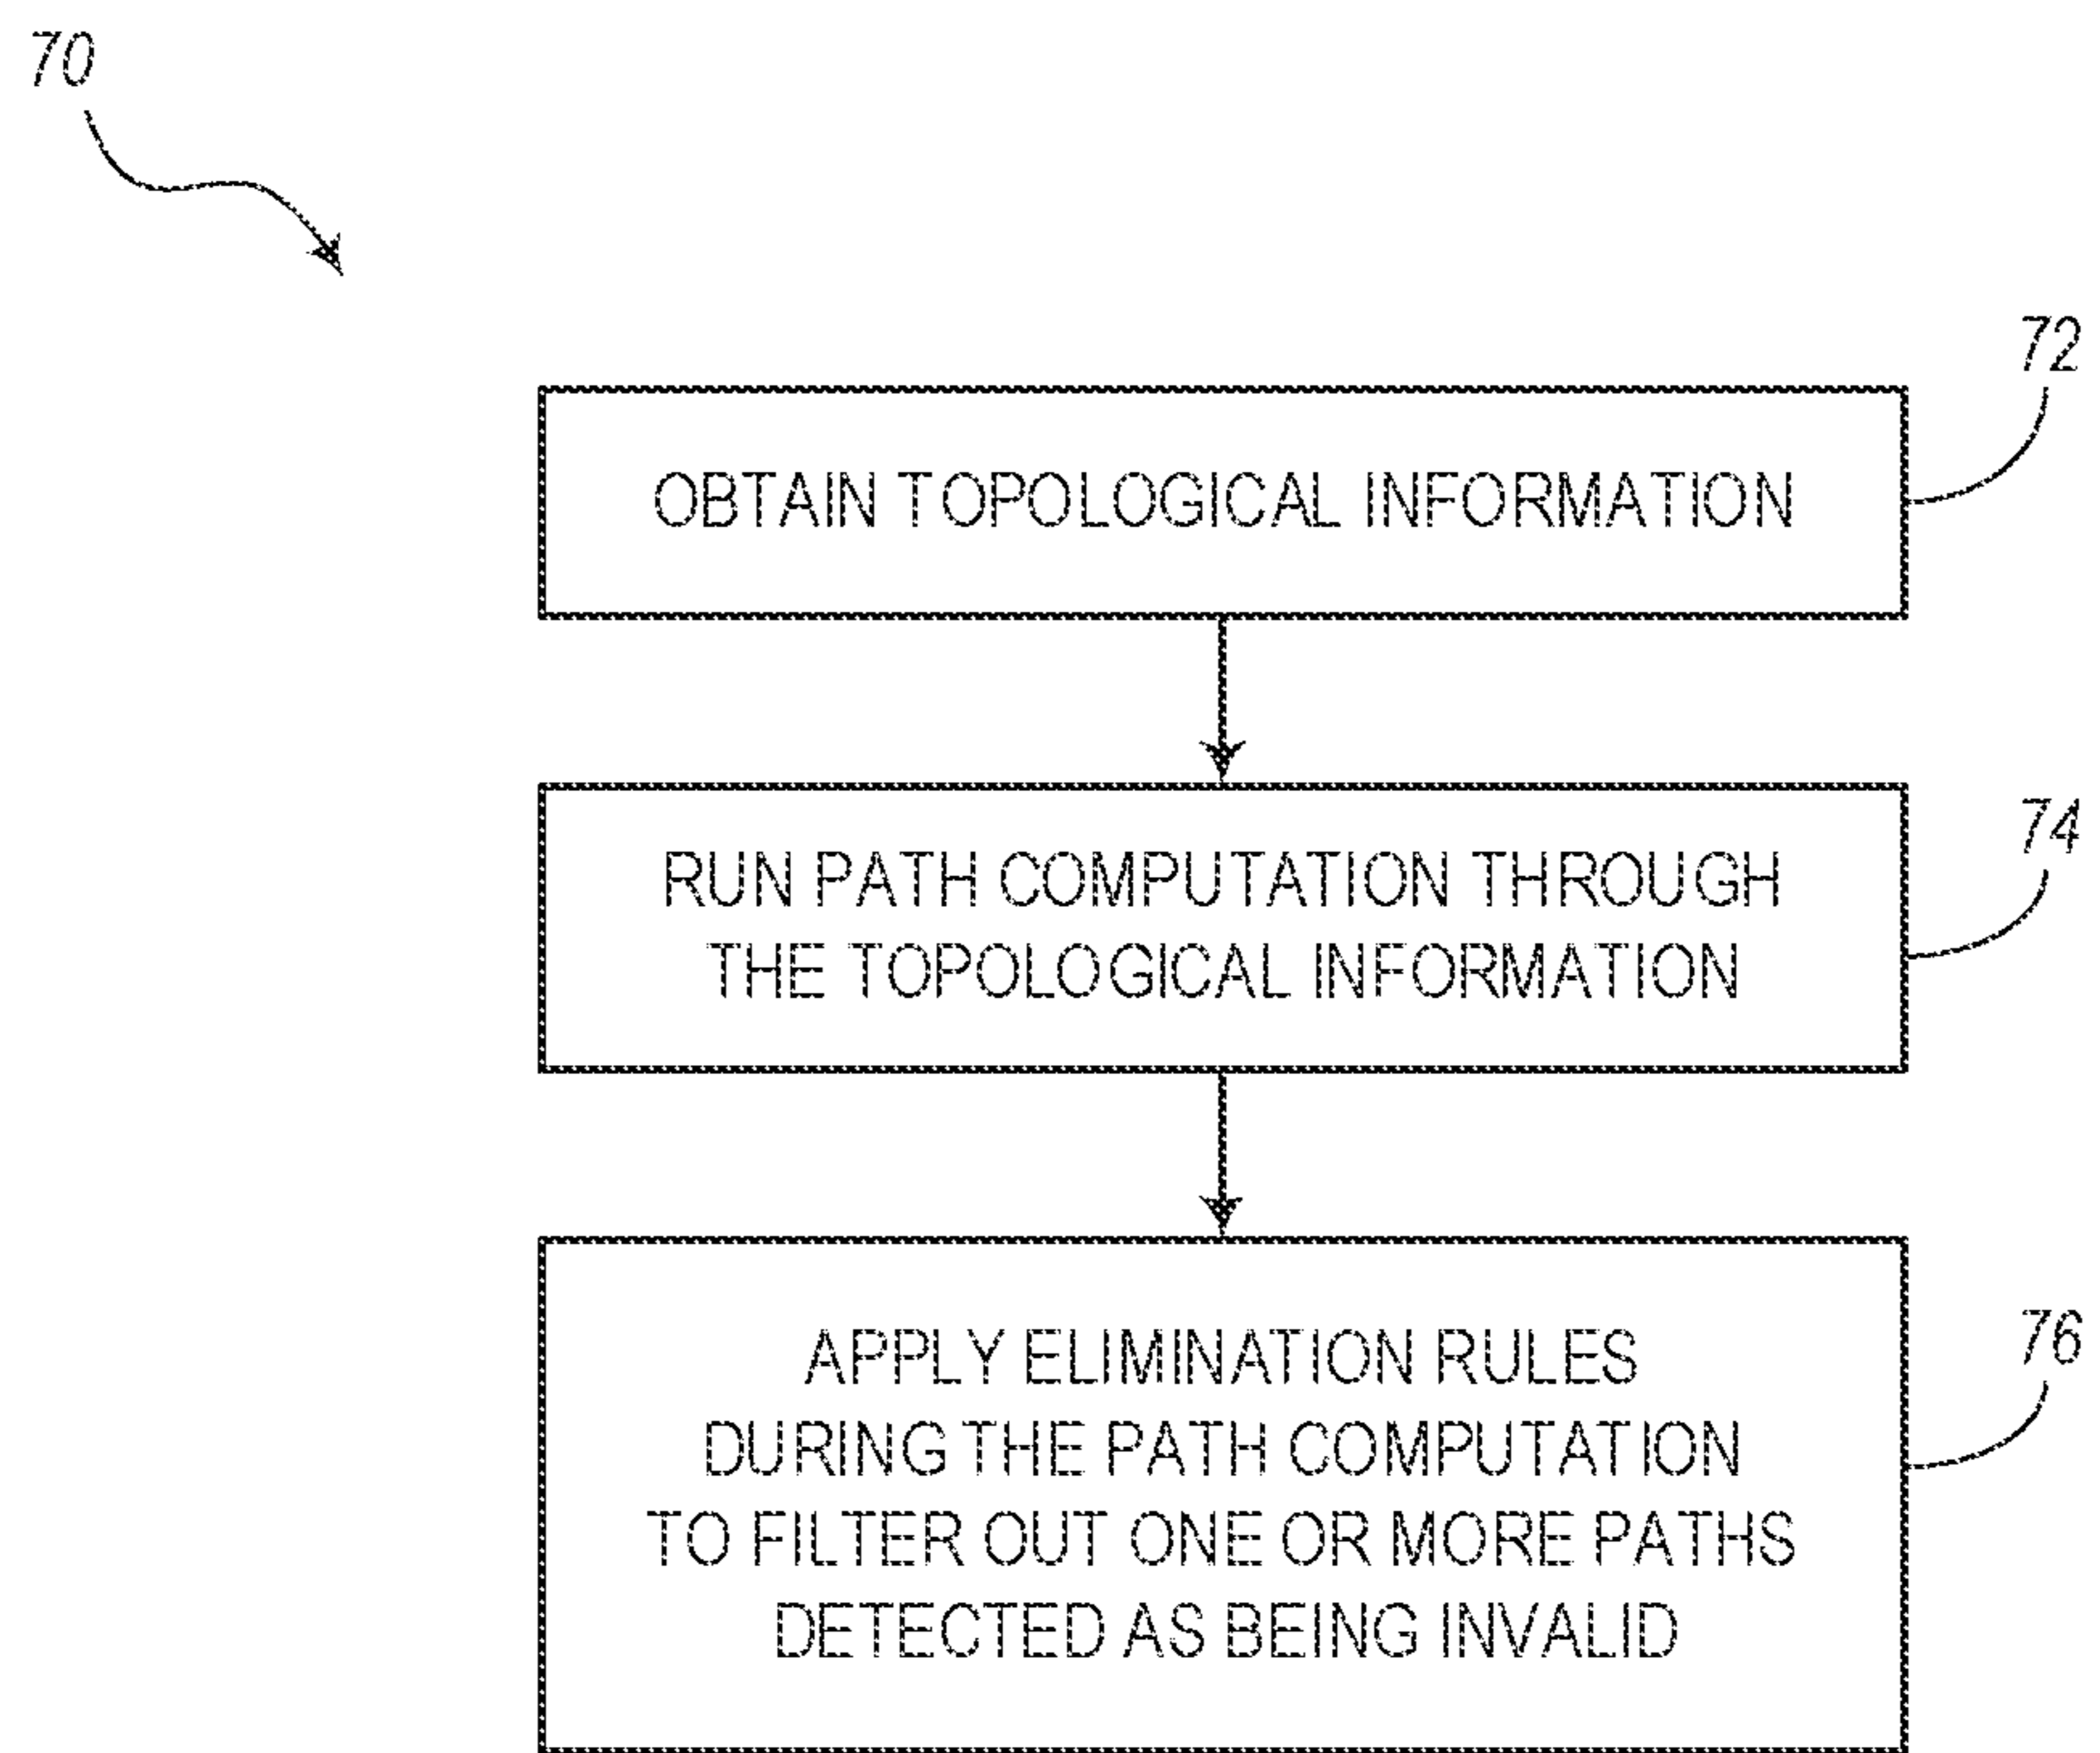 70
72
OBTAIN TOPOLOGICAL INFORMATION
74
RUN PATH COMPUTATION THROUGH
THE TOPOLOGICAL INFORMATION
76
APPLY ELIMINATION RULES
DURING THE PATH COMPUTATION
TO FILTER OUT ONE OR MORE PATHS
DETECTED AS BEING INVALID